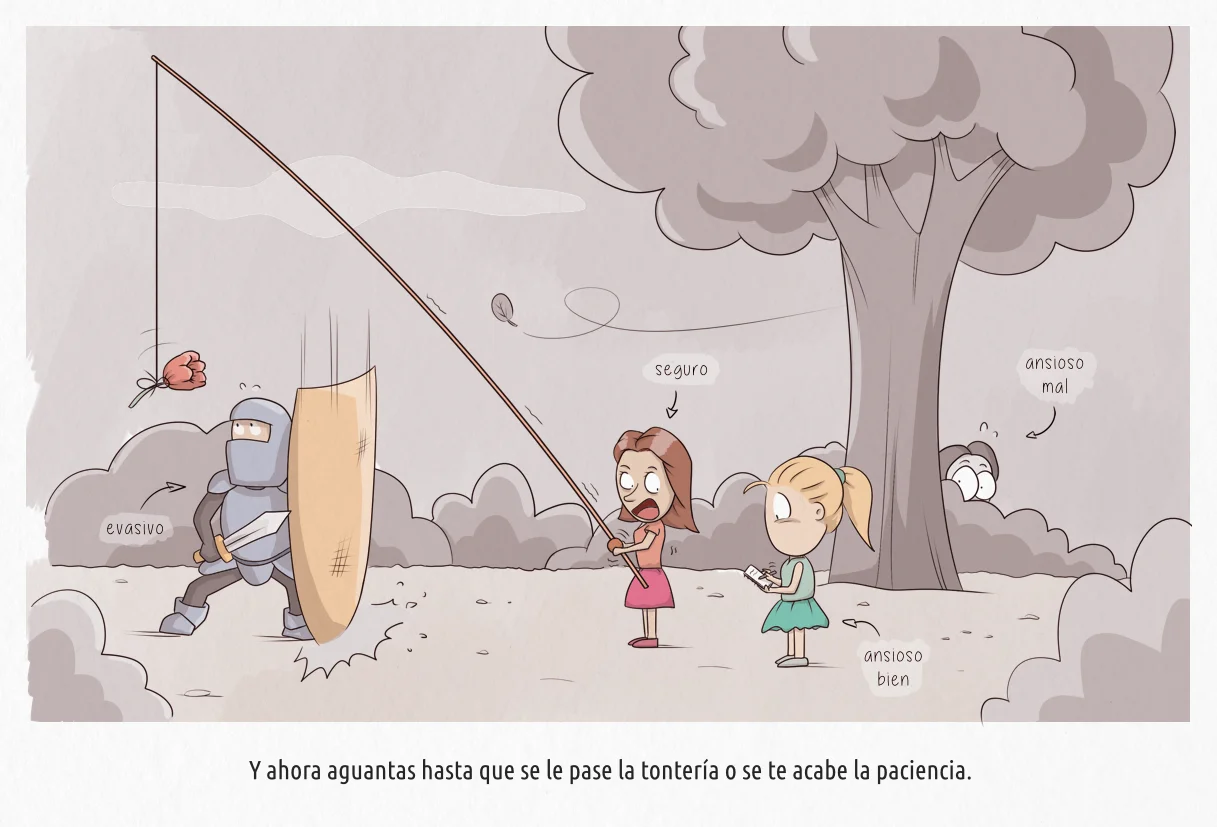 seguro
ansioso
mal
evasivo
ansioso
bien
Y ahora aguantas hasta que se le pase la tontería o se te acabe la paciencia.